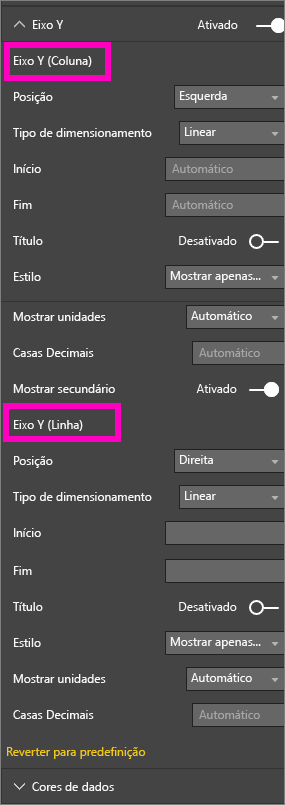 Eixo Y Ativado
Eixo Y (Coluna)
Posição Esquerda
Tipo de dimensionamento Linear
Início Automático
Fim Automático
Título Desativado
Estilo Mostrar apenas...
Mostrar unidades Automático
Casas Decimais Automático
Mostrar secundário Ativado
Eixo Y (Linha)
Posição Direita
Tipo de dimensionamento Linear
Início
Fim
Título Desativado
Estilo Mostrar apenas...
Mostrar unidades Automático
Casas Decimais Automático
Reverter para predefinição
Cores de dados